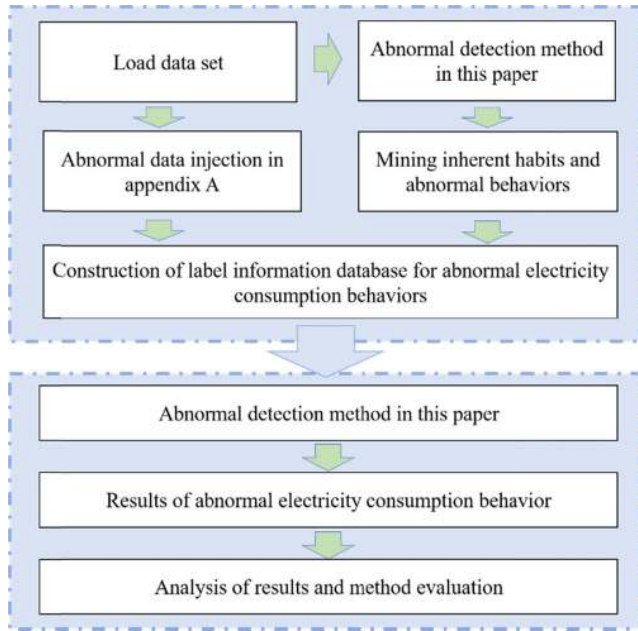 Load data set
Abnormal detection method
in this paper
Abnormal data injection in
appendix A
Mining inherent habits and
abnormal behaviors
Construction of label information database for abnormal electricity
consumption behaviors
Abnormal detection method in this paper
Results of abnormal electricity consumption behavior
Analysis of results and method evaluation